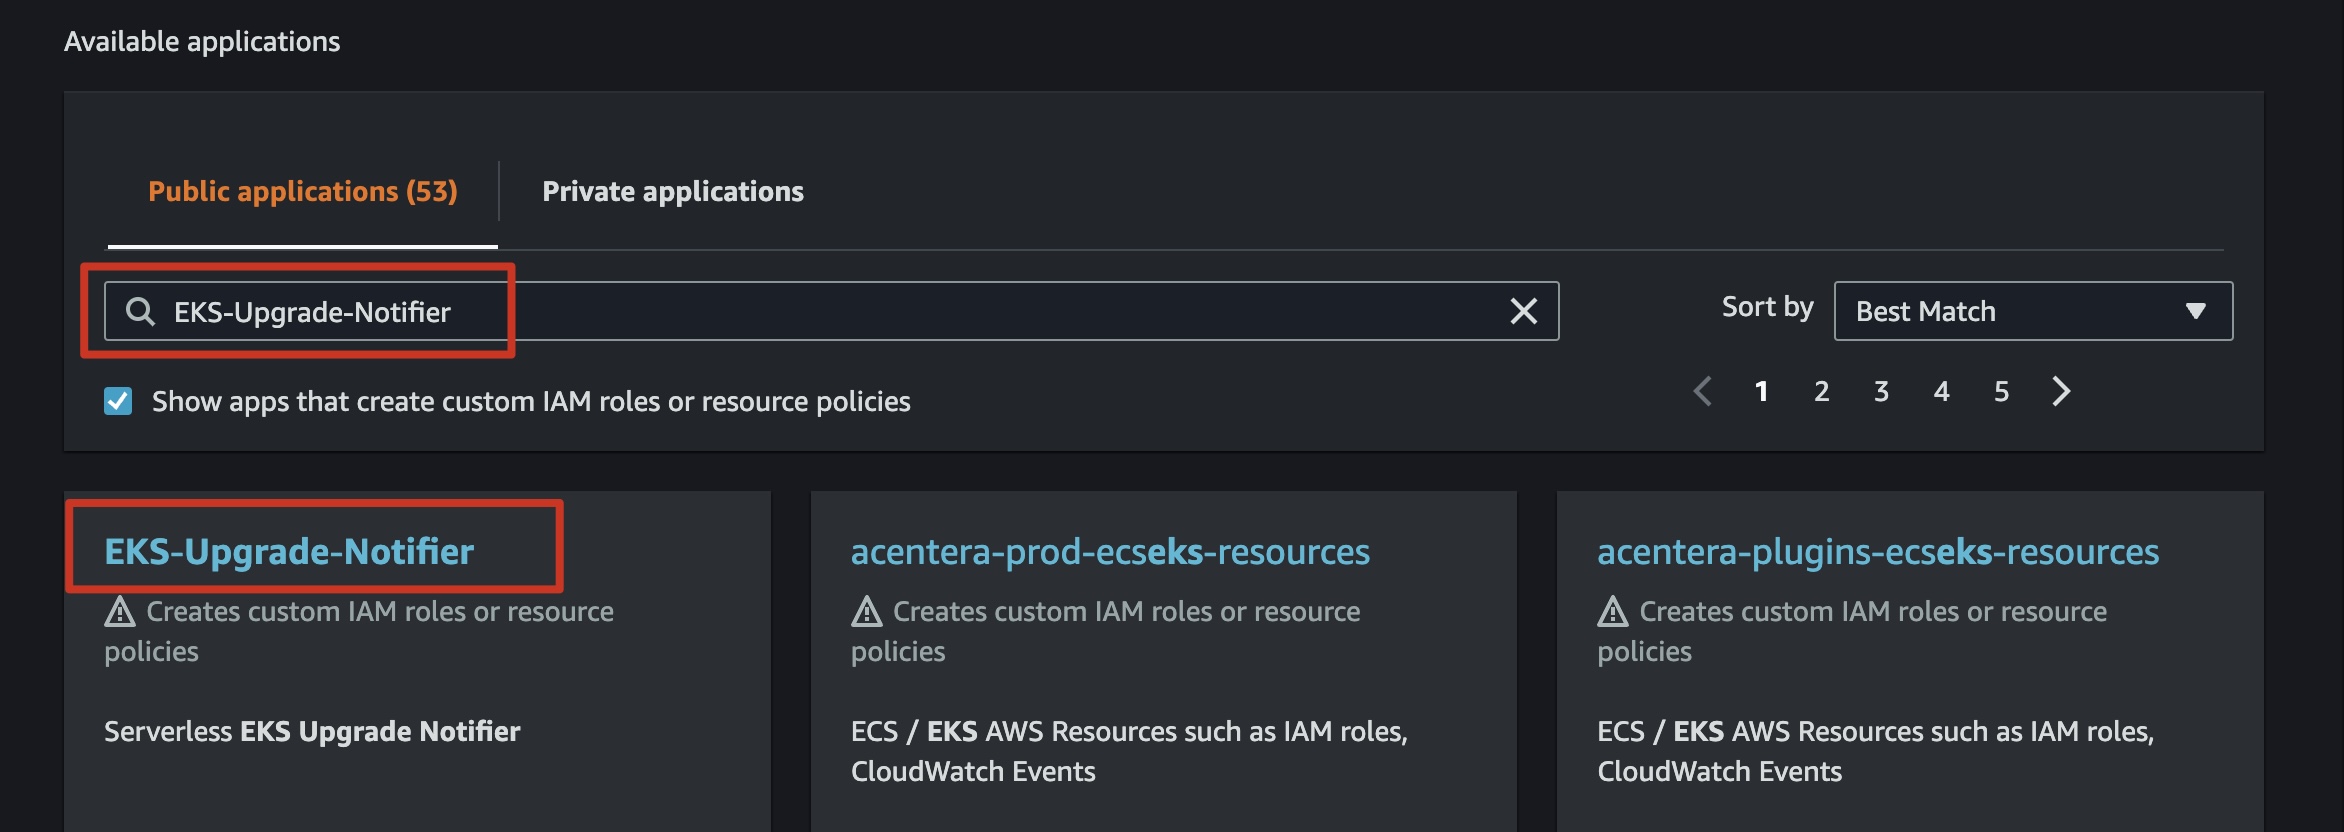 Available applications
Public applications (53)
Private applications
EKS-Upgrade-Notifier
Sort by
Best Match
Show apps that create custom IAM roles or resource policies
1 2 3 4 5
EKS-Upgrade-Notifier
Creates custom IAM roles or resource
policies
Serverless EKS Upgrade Notifier
acentera-prod-ecseks-resources
Creates custom IAM roles or resource
policies
ECS / EKS AWS Resources such as IAM roles,
CloudWatch Events
acentera-plugins-ecseks-resources
Creates custom IAM roles or resource
policies
ECS / EKS AWS Resources such as IAM roles,
CloudWatch Events